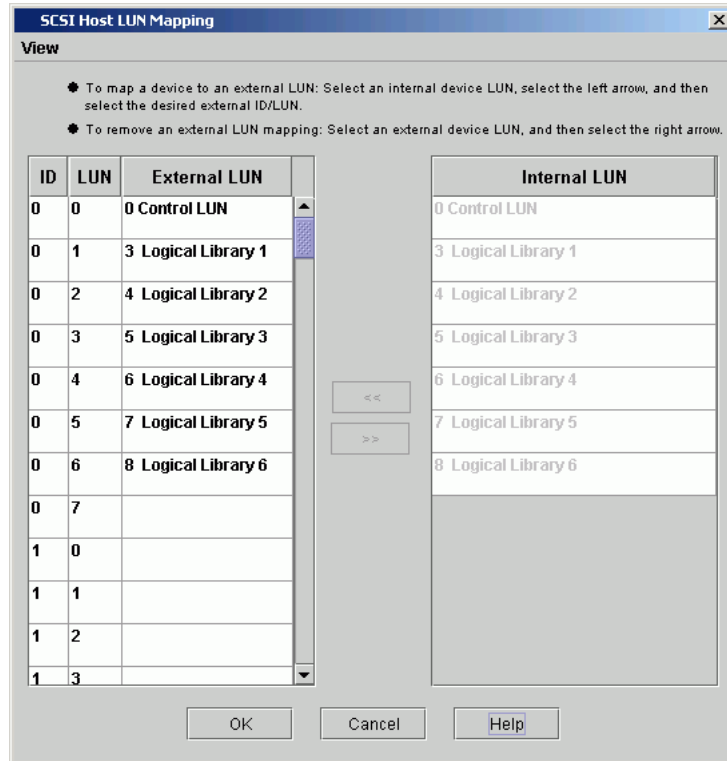 SCSI Host LUN Mapping
View
To map a device to an external LUN: Select an internal device LUN, select the left arrow, and then
select the desired external ID/LUN.
To remove an external LUN mapping: Select an external device LUN, and then select the right arrow.
ID LUN External LUN
0 0 0 Control LUN
0 1 3 Logical Library 1
0 2 4 Logical Library 2
0 3 5 Logical Library 3
0 4 6 Logical Library 4
0 5 7 Logical Library 5
0 6 8 Logical Library 6
0 7
1 0
1 1
1 2
1 3
<<
>>
Internal LUN
0 Control LUN
3 Logical Library 1
4 Logical Library 2
5 Logical Library 3
6 Logical Library 4
7 Logical Library 5
8 Logical Library 6
OK Cancel Help